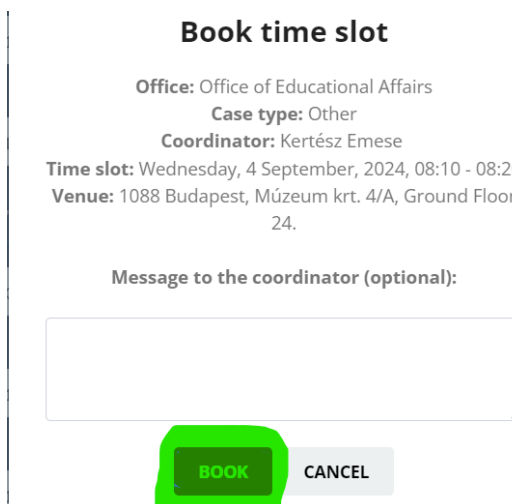 Book time slot
Office: Office of Educational Affairs
Case type: Other
Coordinator: Kertész Emese
Time slot: Wednesday, 4 September, 2024, 08:10 - 08:2
Venue: 1088 Budapest, Múzeum krt. 4/A, Ground Floor
24.
Message to the coordinator (optional):
BOOK CANCEL